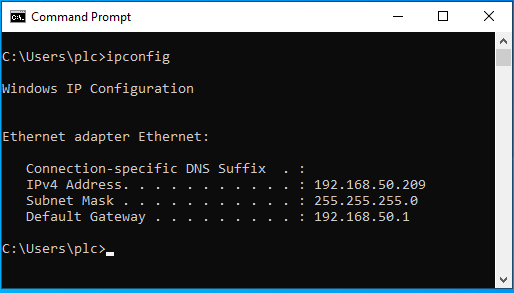 Command Prompt
C:\Users\plc>ipconfig
Windows IP Configuration
Ethernet adapter Ethernet:
Connection-specific DNS Suffix  . :
IPv4 Address. . . . . . . . . . . : 192.168.50.209
Subnet Mask . . . . . . . . . . . : 255.255.255.0
Default Gateway . . . . . . . . . : 192.168.50.1
C:\Users\plc>